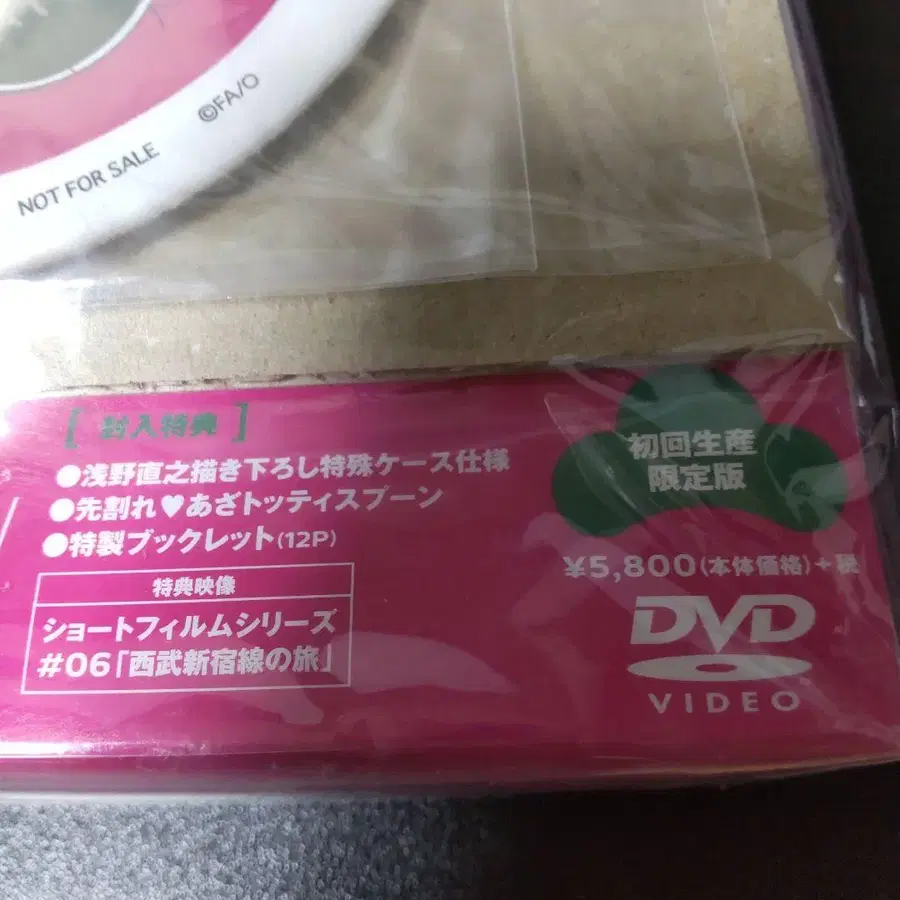 ©FA/O
NOT FOR SALE
[ 封入特典 ]
●浅野直之描き下ろし特殊ケース仕様
●先割れ♥あざトッティスプーン
●特製ブックレット(12P)
特典映像
ショートフィルムシリーズ
#06「西武新宿線の旅」
初回生産
限定版
¥5,800(本体価格)+税
DVD
VIDEO